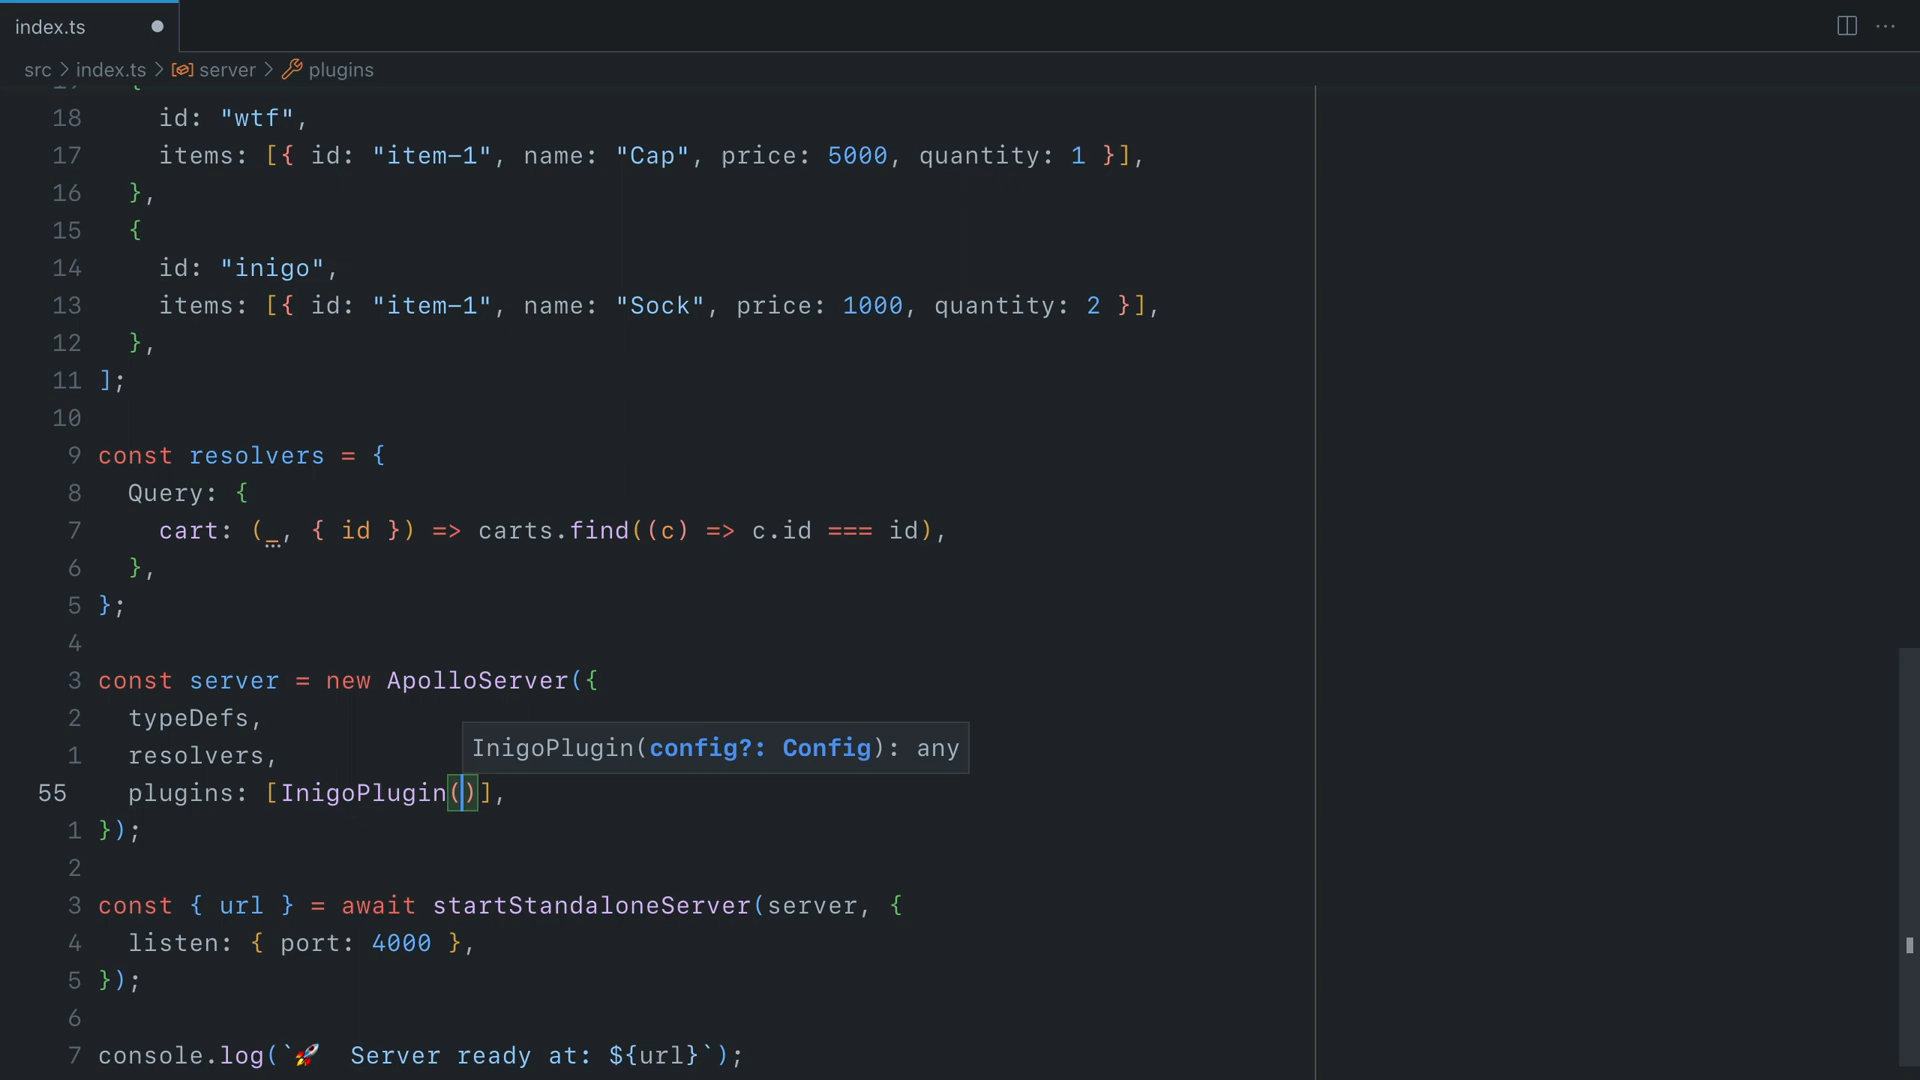 index.ts
src > index.ts > server > plugins
18 id: "wtf",
17 items: [{ id: "item-1", name: "Cap", price: 5000, quantity: 1 }],
16 },
15 {
14 id: "inigo",
13 items: [{ id: "item-1", name: "Sock", price: 1000, quantity: 2 }],
12 },
11 ];
10
9 const resolvers = {
8 Query: {
7 cart: (_, { id }) => carts.find((c) => c.id === id),
6 },
5 };
4
3 const server = new ApolloServer({
2 typeDefs,
InigoPlugin(config?: Config): any
1 resolvers,
55 plugins: [InigoPlugin()],
1 });
2
3 const { url } = await startStandaloneServer(server, {
4 listen: { port: 4000 },
5 });
6
7 console.log(`🚀 Server ready at: ${url}`);